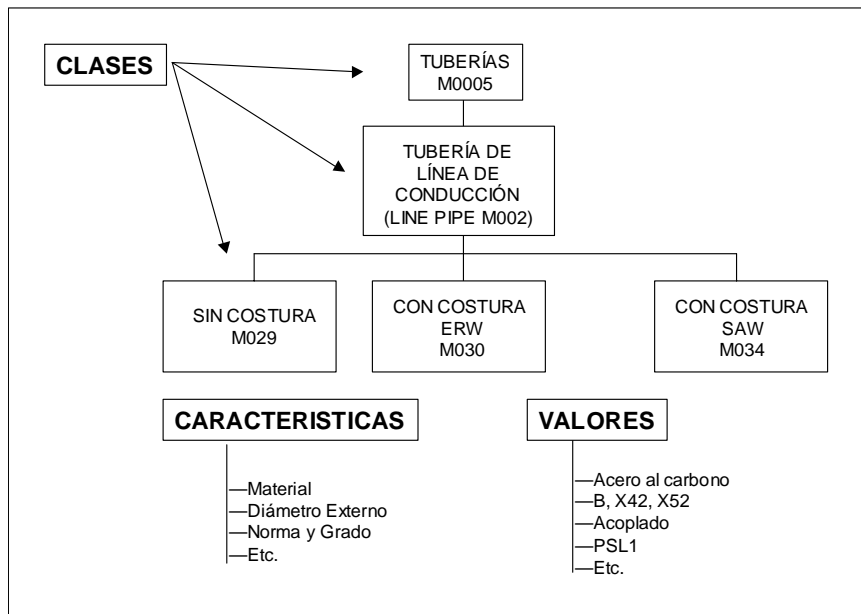 CLASES
TUBERÍAS
M0005
TUBERÍA DE
LÍNEA DE
CONDUCCIÓN
(LINE PIPE M002)
SIN COSTURA
M029
CON COSTURA
ERW
M030
CON COSTURA
SAW
M034
CARACTERISTICAS
Material
Diámetro Externo
Norma y Grado
Etc.
VALORES
Acero al carbono
B, X42, X52
Acoplado
PSL1
Etc.